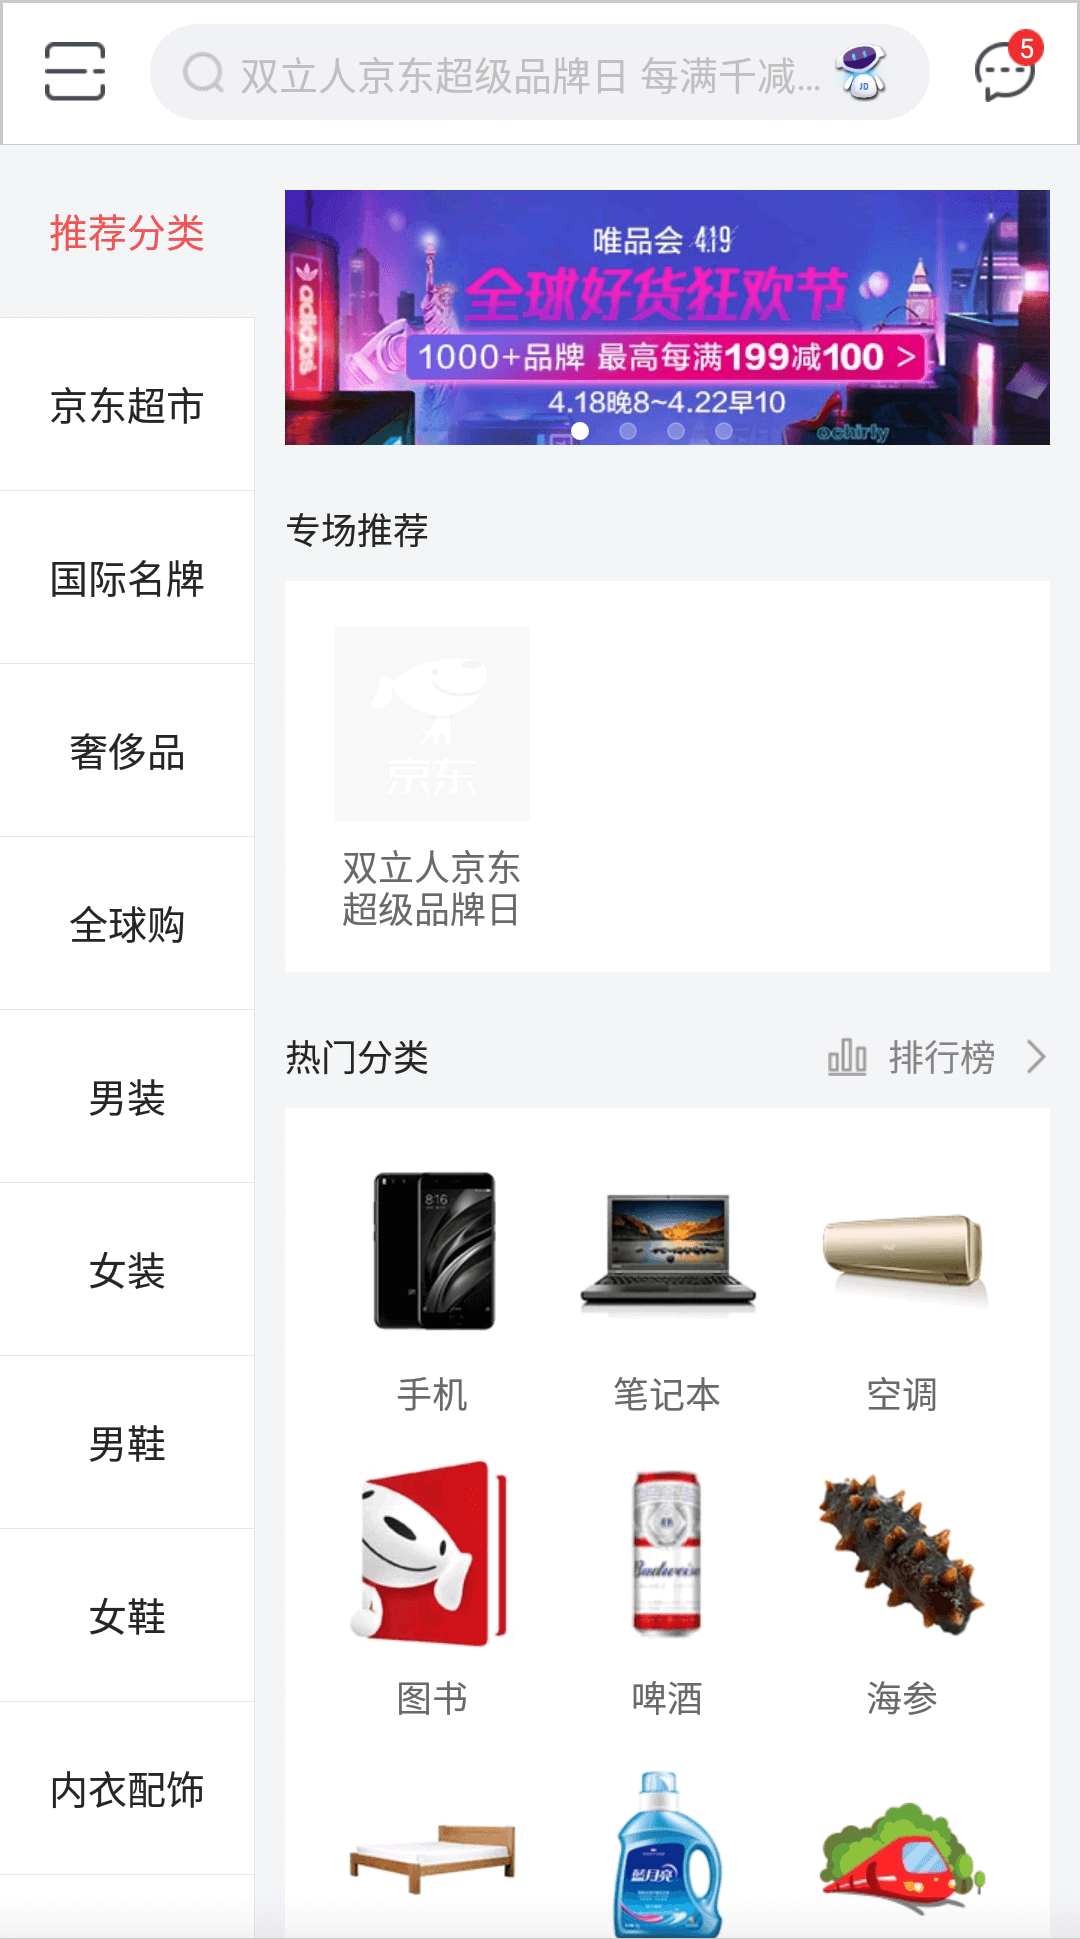 双立人京东超级品牌日 每满千减...
JD
5
推荐分类
京东超市
国际名牌
奢侈品
全球购
男装
女装
男鞋
女鞋
内衣配饰
adidas
唯品会 419
全球好货狂欢节
1000+品牌 最高每满199减100 >
4.18晚8~4.22早10
ochirly
专场推荐
京东
双立人京东
超级品牌日
热门分类
排行榜
8:16
手机
笔记本
空调
Budweiser
图书
啤酒
海参
蓝月亮